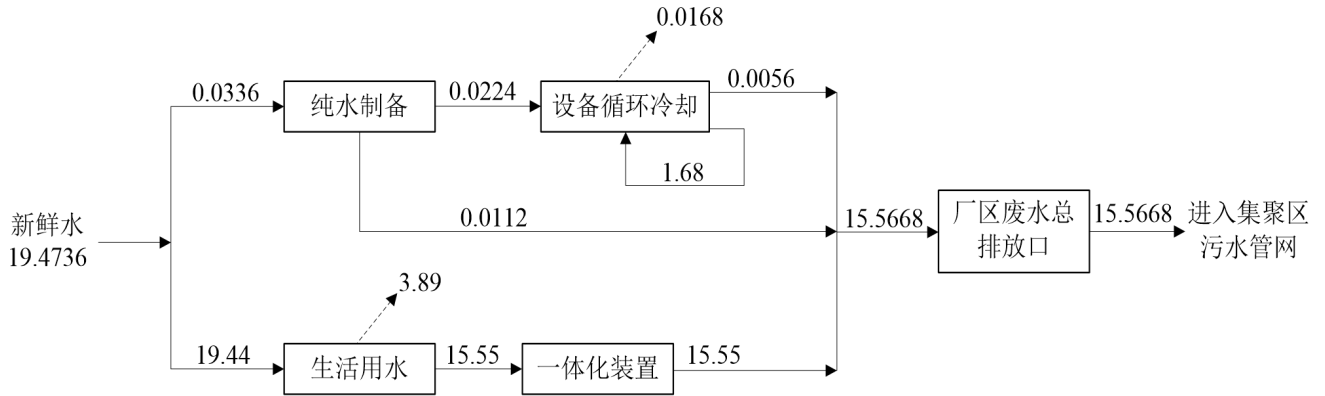 0.0168
0.0336
纯水制备
0.0224
设备循环冷却
0.0056
1.68
新鲜水
19.4736
0.0112
15.5668
厂区废水总
排放口
15.5668
进入集聚区
污水管网
3.89
19.44
生活用水
15.55
一体化装置
15.55